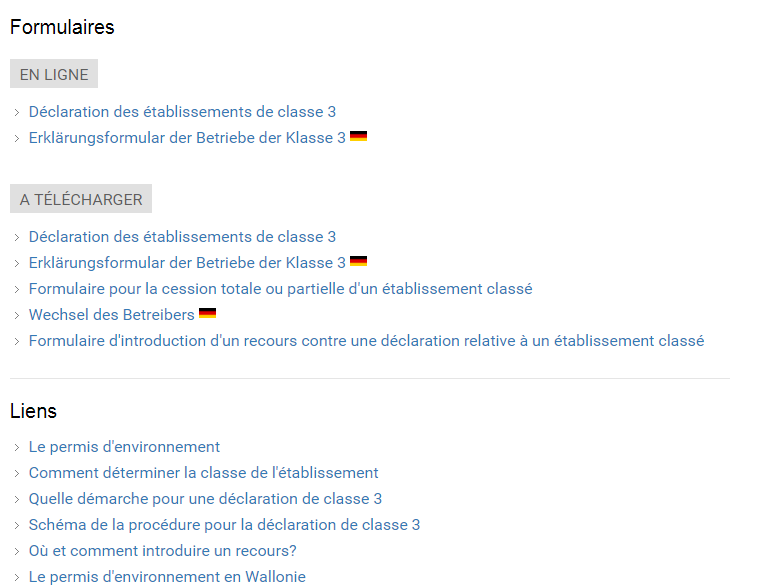 Formulaires
EN LIGNE
Déclaration des établissements de classe 3
Erklärungsformular der Betriebe der Klasse 3
A TÉLÉCHARGER
Déclaration des établissements de classe 3
Erklärungsformular der Betriebe der Klasse 3
Formulaire pour la cession totale ou partielle d'un établissement classé
Wechsel des Betreibers
Formulaire d'introduction d'un recours contre une déclaration relative à un établissement classé
Liens
Le permis d'environnement
Comment déterminer la classe de l'établissement
Quelle démarche pour une déclaration de classe 3
Schéma de la procédure pour la déclaration de classe 3
Où et comment introduire un recours?
Le permis d'environnement en Wallonie